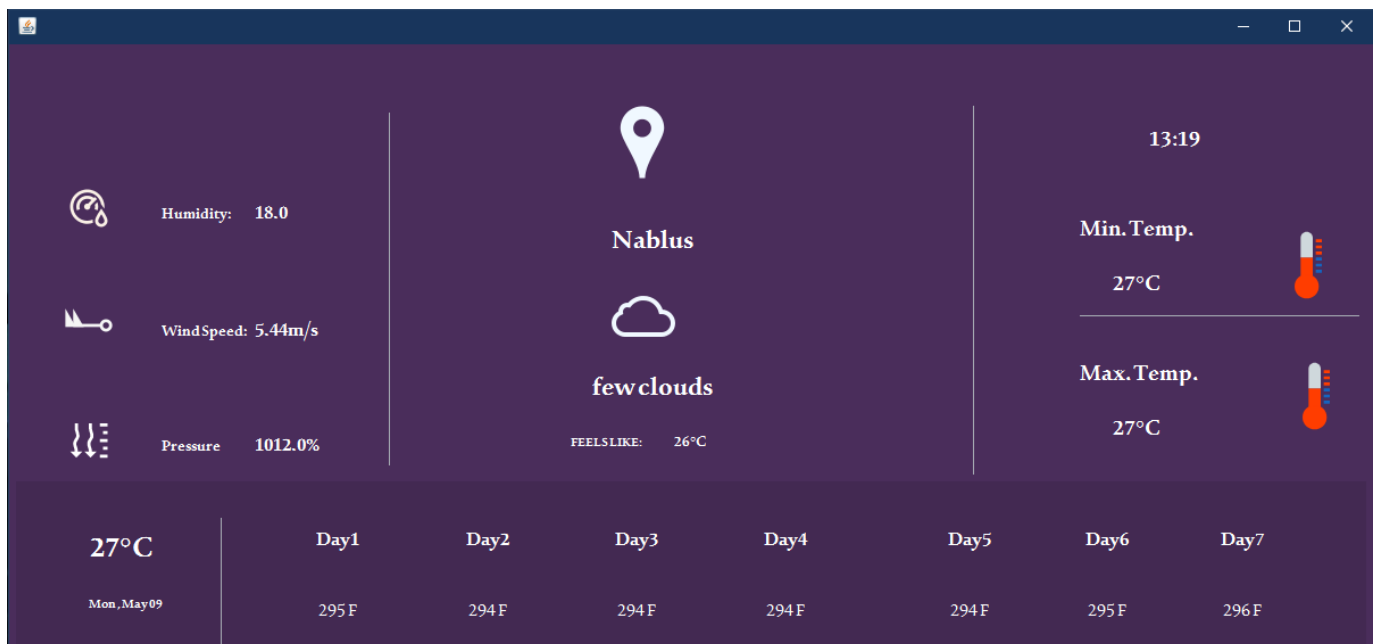 13:19
Humidity: 18.0
Nablus
Min. Temp.
27°C
Wind Speed: 5.44m/s
few clouds
Max. Temp.
27°C
FEELS LIKE: 26°C
Pressure 1012.0%
27°C
Mon, May 09
Day1 Day2 Day3 Day4 Day5 Day6 Day7
295 F 294 F 294 F 294 F 294 F 295 F 296 F